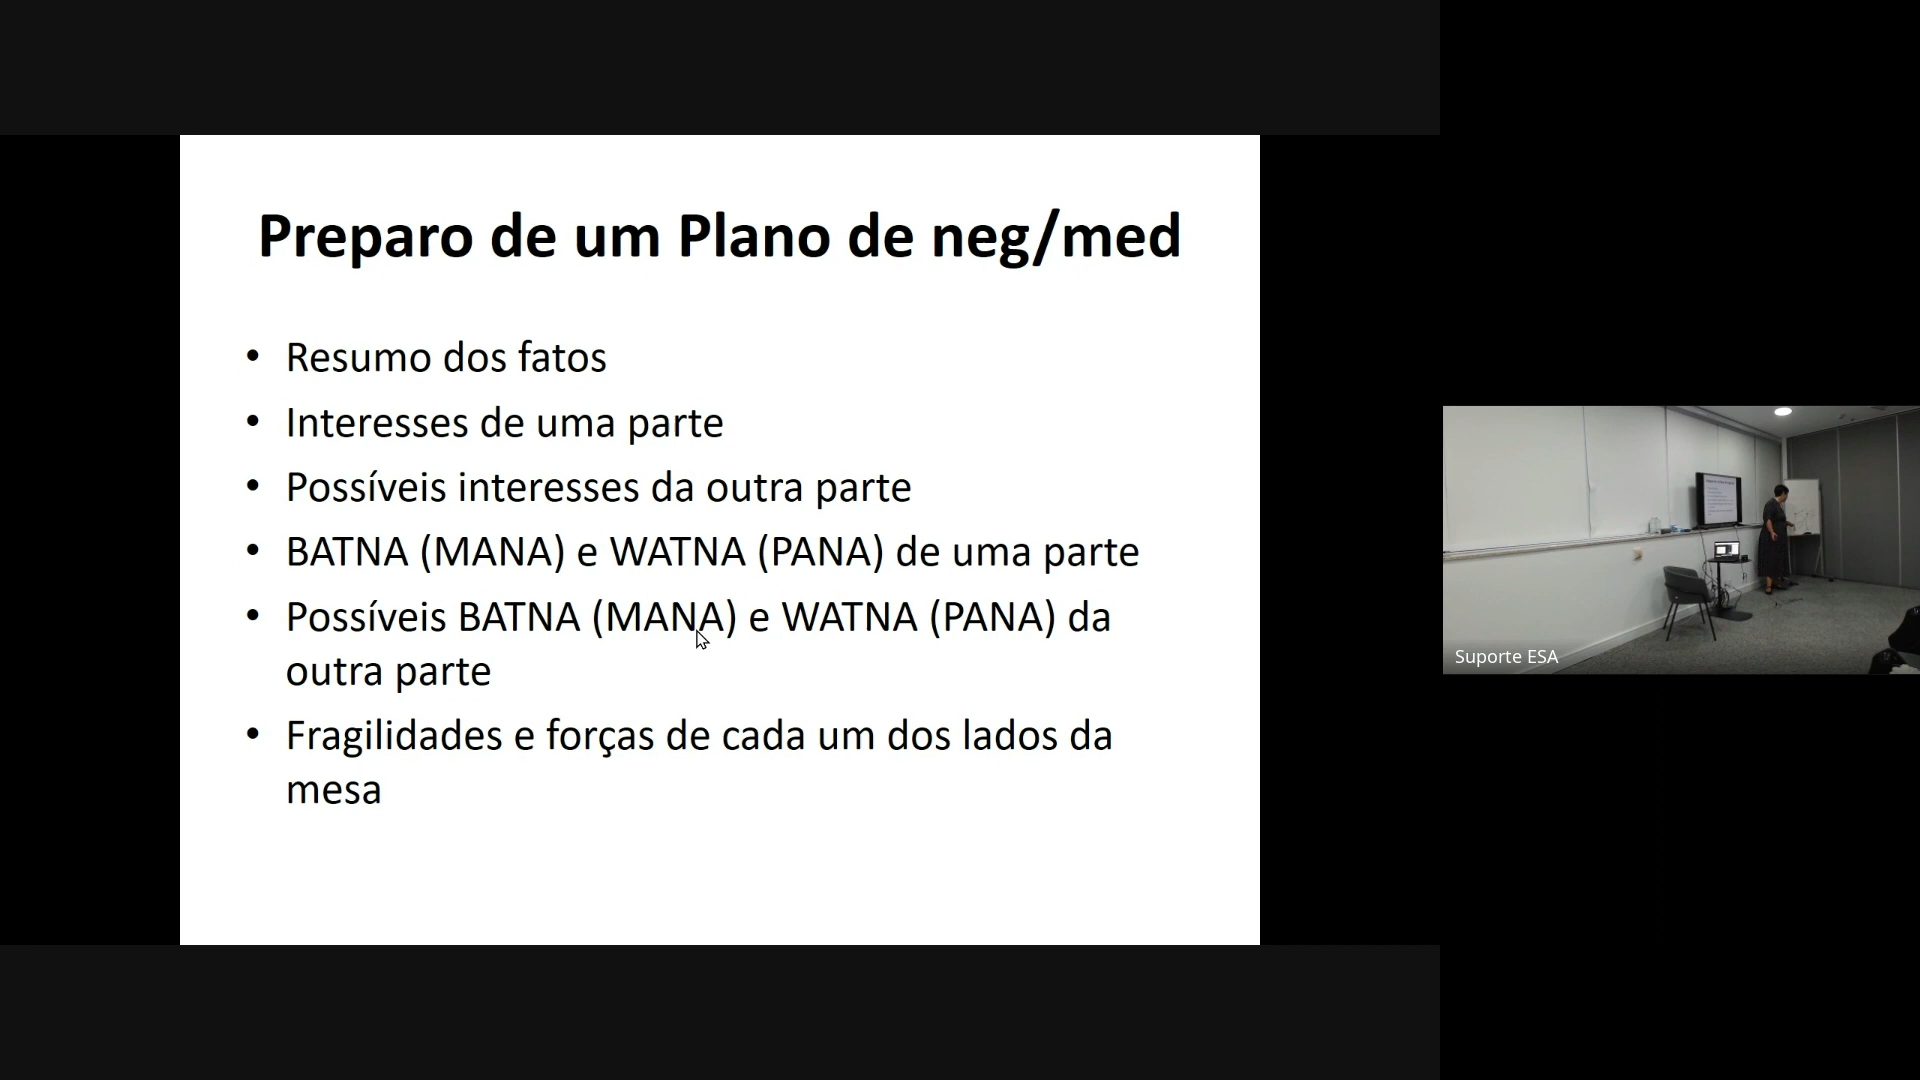 Preparo de um Plano de neg/med
• Resumo dos fatos
• Interesses de uma parte
• Possíveis interesses da outra parte
• BATNA (MANA) e WATNA (PANA) de uma parte
• Possíveis BATNA (MANA) e WATNA (PANA) da
outra parte
• Fragilidades e forças de cada um dos lados da
mesa
Suporte ESA